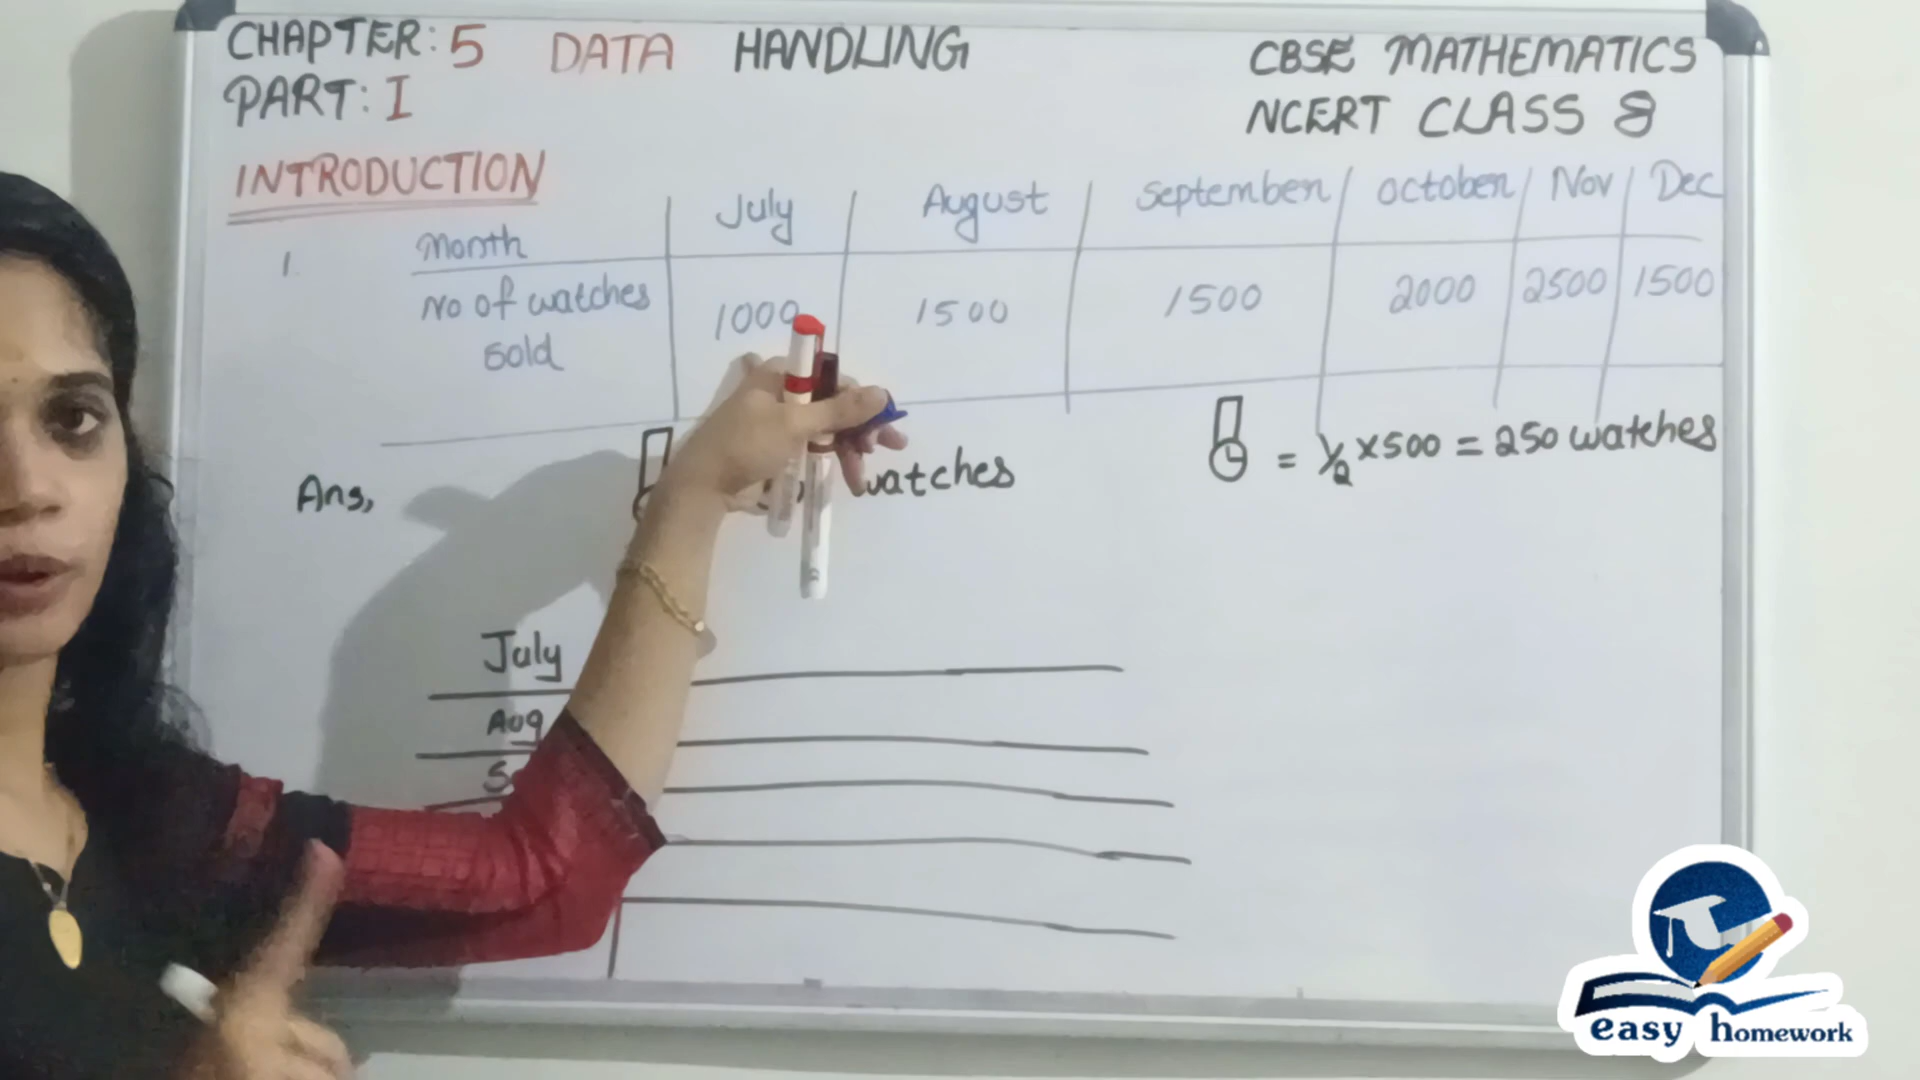 CHAPTER: 5 DATA HANDLING
CBSE MATHEMATICS
PART: I
NCERT CLASS 8
INTRODUCTION
1. Month July August September October Nov Dec
No of watches sold 1000 1500 1500 2000 2500 1500
Ans, watches
= 1/2 × 500 = 250 watches
July
Aug
easy homework